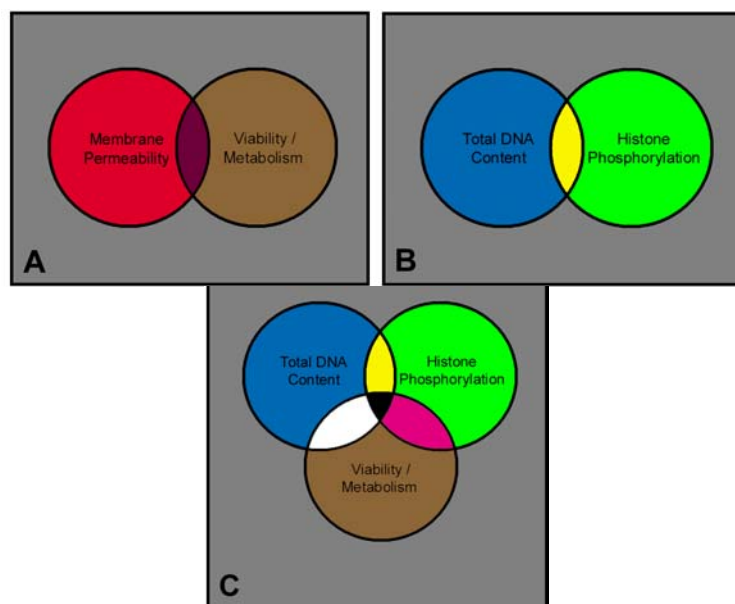 Membrane
Permeability
Viability /
Metabolism
A
Total DNA
Content
Histone
Phosphorylation
B
Total DNA
Content
Histone
Phosphorylation
Viability /
Metabolism
C